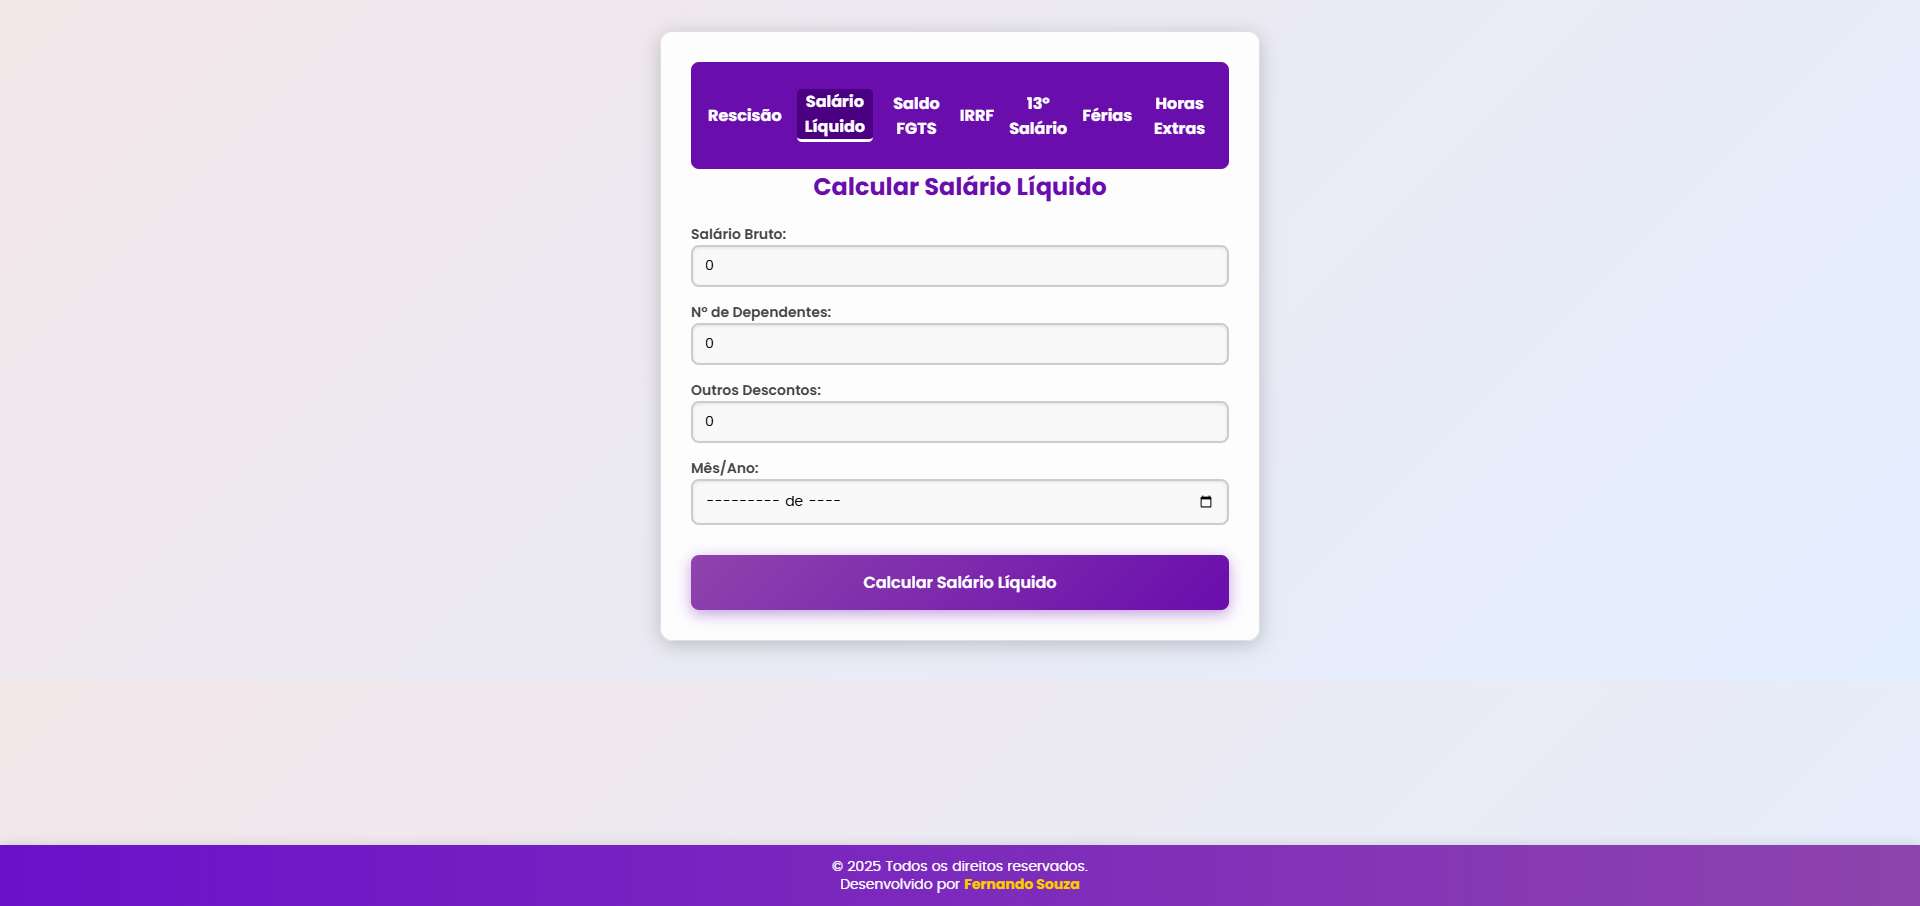 Rescisão
Salário
Líquido
Saldo
FGTS
IRRF
13º
Salário
Férias
Horas
Extras
Calcular Salário Líquido
Salário Bruto:
0
Nº de Dependentes:
0
Outros Descontos:
0
Mês/Ano:
--------- de ----
Calcular Salário Líquido
© 2025 Todos os direitos reservados.
Desenvolvido por Fernando Souza